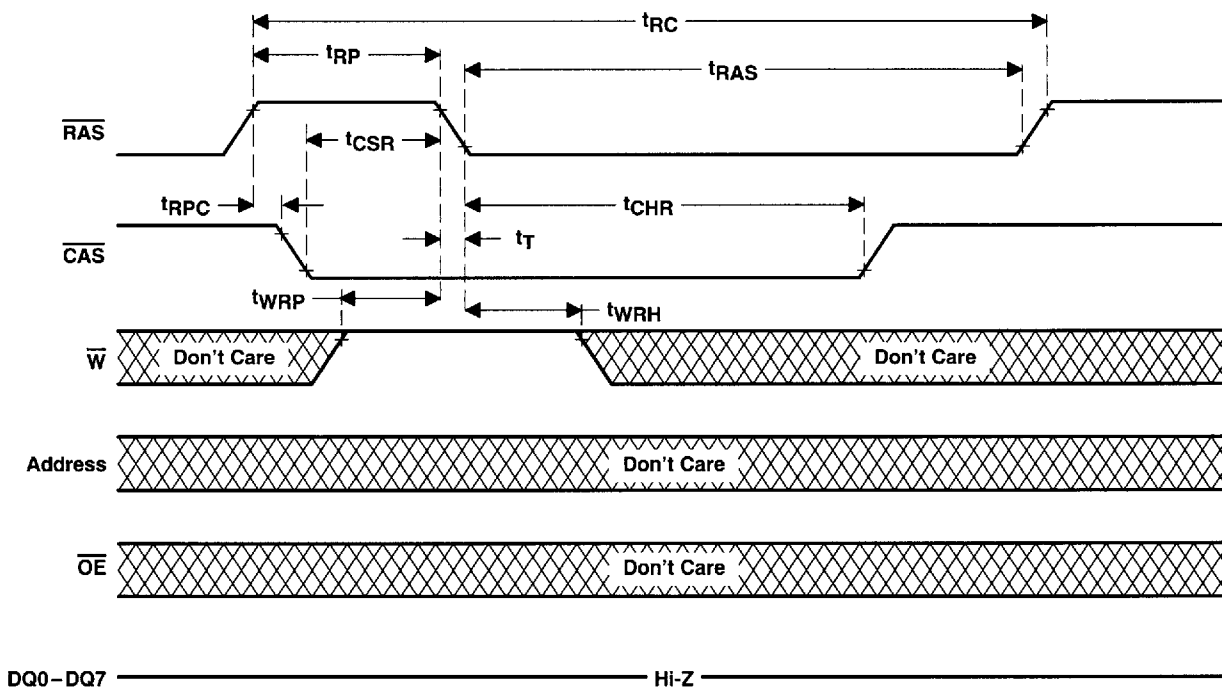 tRC
tRP
tRAS
RAS
tCSR
tRPC
tCHR
CAS
tT
tWRP
tWRH
W
Don't Care
Don't Care
Address
Don't Care
OE
Don't Care
DQ0–DQ7
Hi-Z